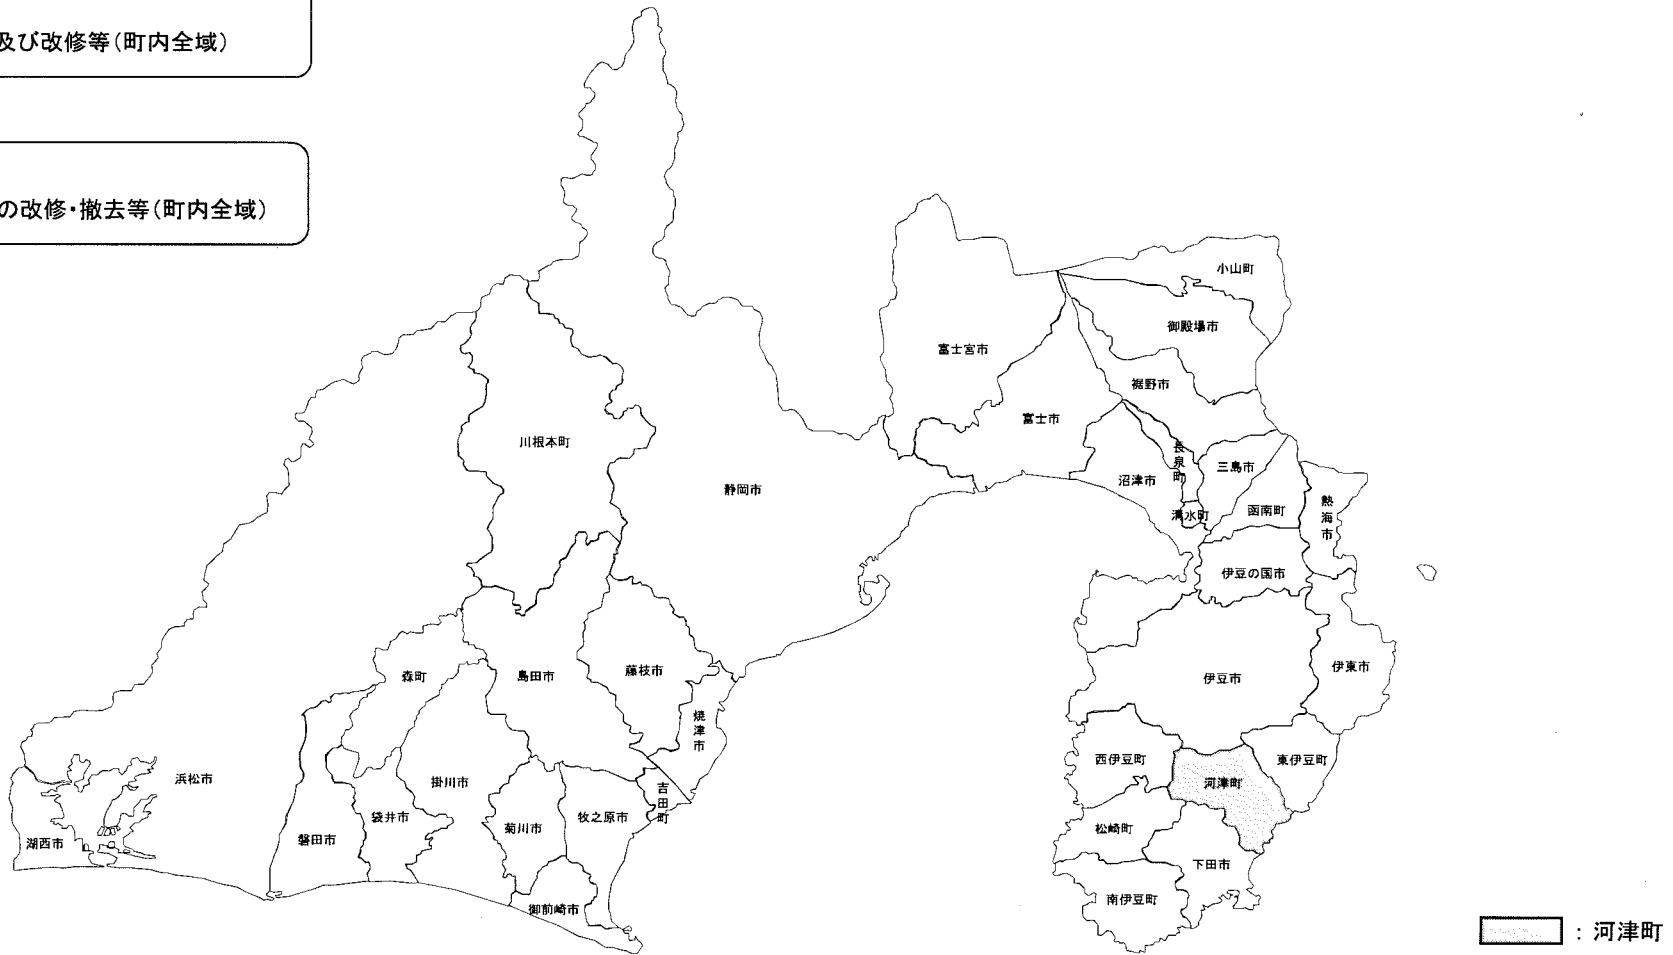 及び改修等(町内全域)
の改修・撤去等(町内全域)
小山町
御殿場市
富士宮市
裾野市
富士市
川根本町
長泉町
三島市
沼津市
静岡市
熱海市
函南町
清水町
伊豆の国市
伊東市
藤枝市
島田市
森町
伊豆市
焼津市
西伊豆町
東伊豆町
浜松市
掛川市
河津町
吉田町
袋井市
牧之原市
菊川市
松崎町
磐田市
湖西市
下田市
南伊豆町
御前崎市
：河津町